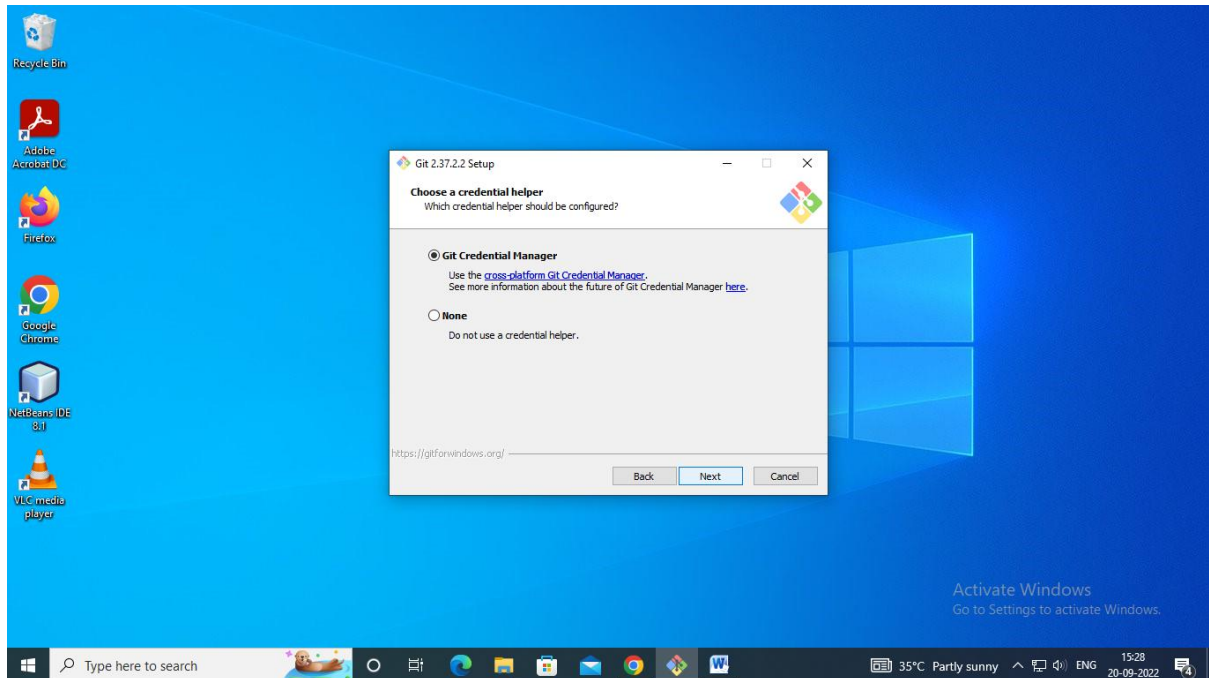 Recycle Bin
Adobe
Acrobat DC
Firefox
Google
Chrome
NetBeans IDE
8.1
VLC media
player
Git 2.37.2.2 Setup
Choose a credential helper
Which credential helper should be configured?
Git Credential Manager
Use the cross-platform Git Credential Manager.
See more information about the future of Git Credential Manager here.
None
Do not use a credential helper.
https://gitforwindows.org/
Back Next Cancel
Activate Windows
Go to Settings to activate Windows.
Type here to search
35°C Partly sunny ENG
15:28
20-09-2022
4